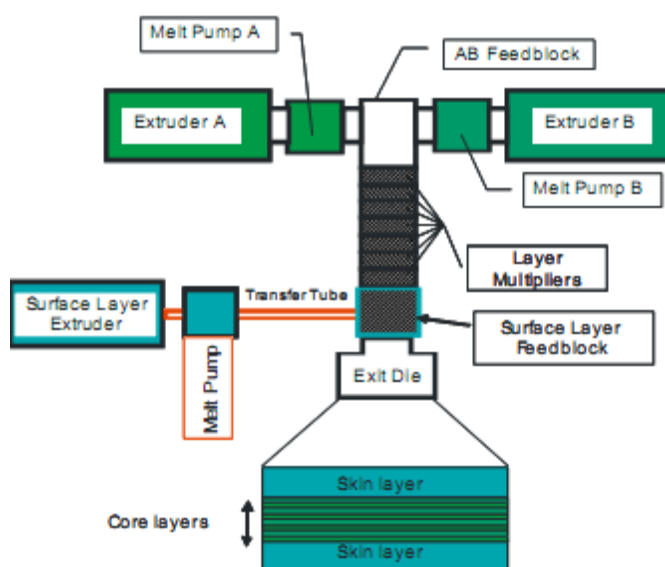 Melt Pump A
AB Feedblock
Extruder A
Extruder B
Melt Pump B
Layer
Multipliers
Surface Layer
Extruder
Transfer Tube
Surface Layer
Feedblock
Melt Pump
Exit Die
Skin layer
Core layers
Skin layer